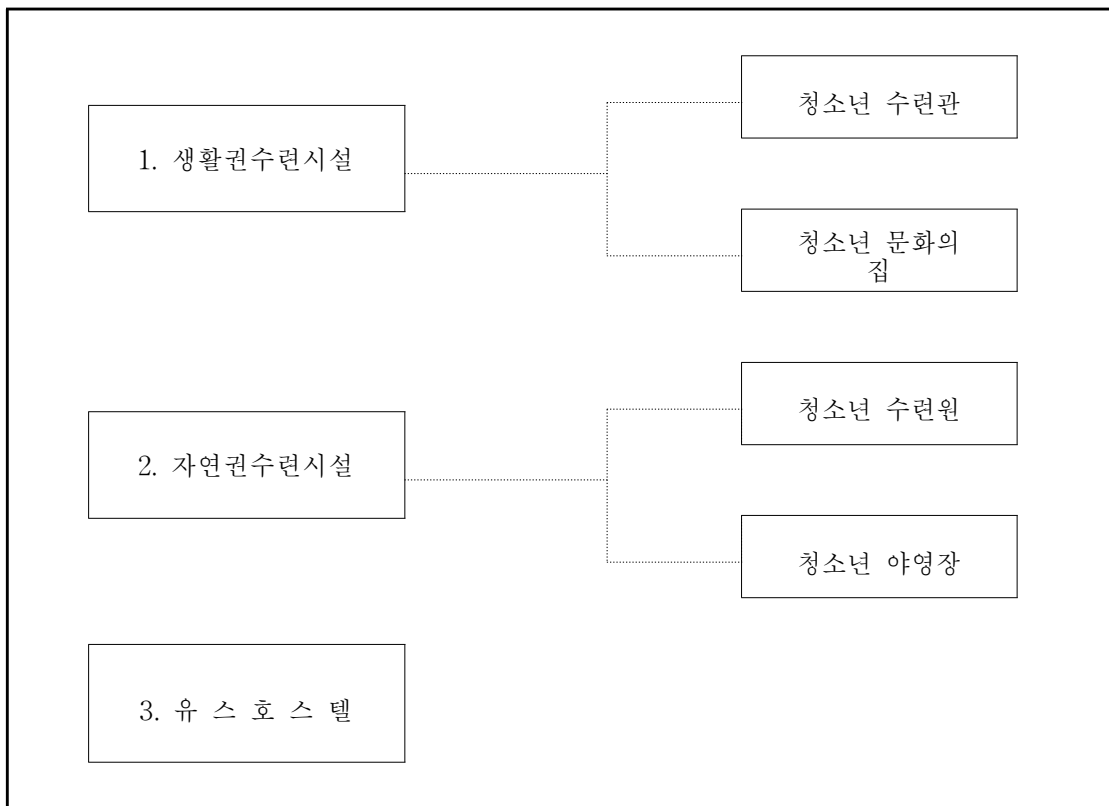 1. 생활권수련시설
청소년 수련관
청소년 문화의
집
2. 자연권수련시설
청소년 수련원
청소년 야영장
3. 유 스 호 스 텔